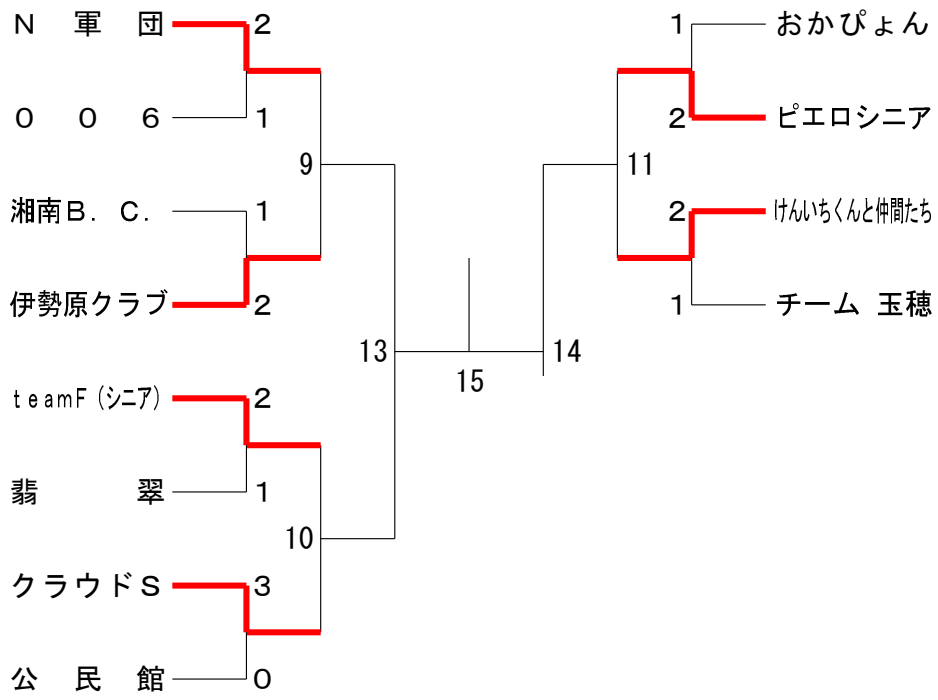 N 軍 団 2
0 0 6 1
9
湘南B. C. 1
伊勢原クラブ 2
13
teamF(シニア) 2
翡 翠 1
10
クラウドS 3
公 民 館 0
15
1 おかぴょん
2 ピエロシニア
11
2 けんいちくんと仲間たち
1 チーム 玉穂
14